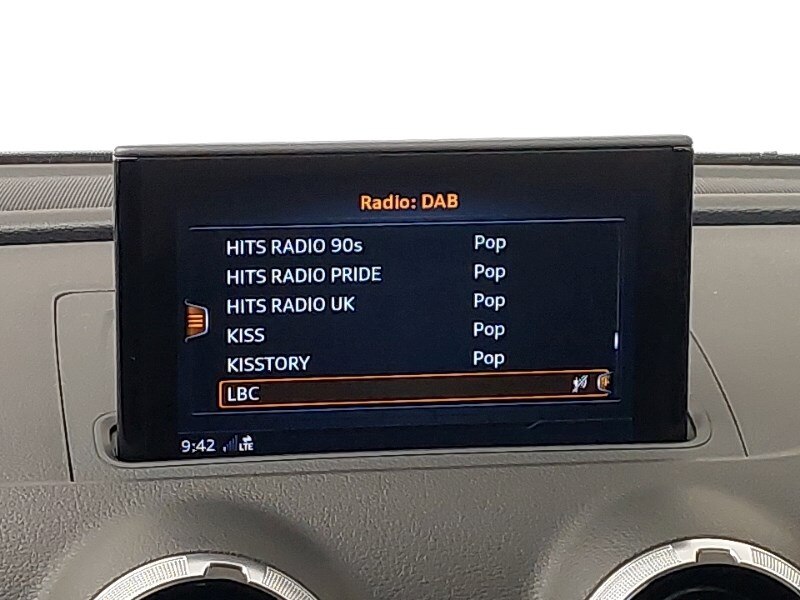 Radio: DAB
HITS RADIO 90s Pop
HITS RADIO PRIDE Pop
HITS RADIO UK Pop
KISS Pop
KISSTORY Pop
LBC
9:42 LTE